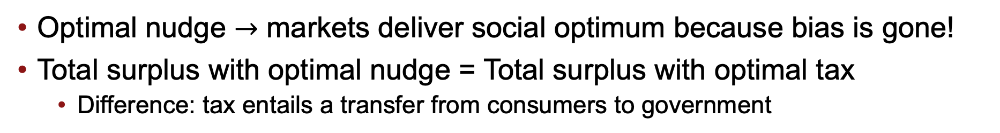 • Optimal nudge → markets deliver social optimum because bias is gone!
• Total surplus with optimal nudge = Total surplus with optimal tax
• Difference: tax entails a transfer from consumers to government